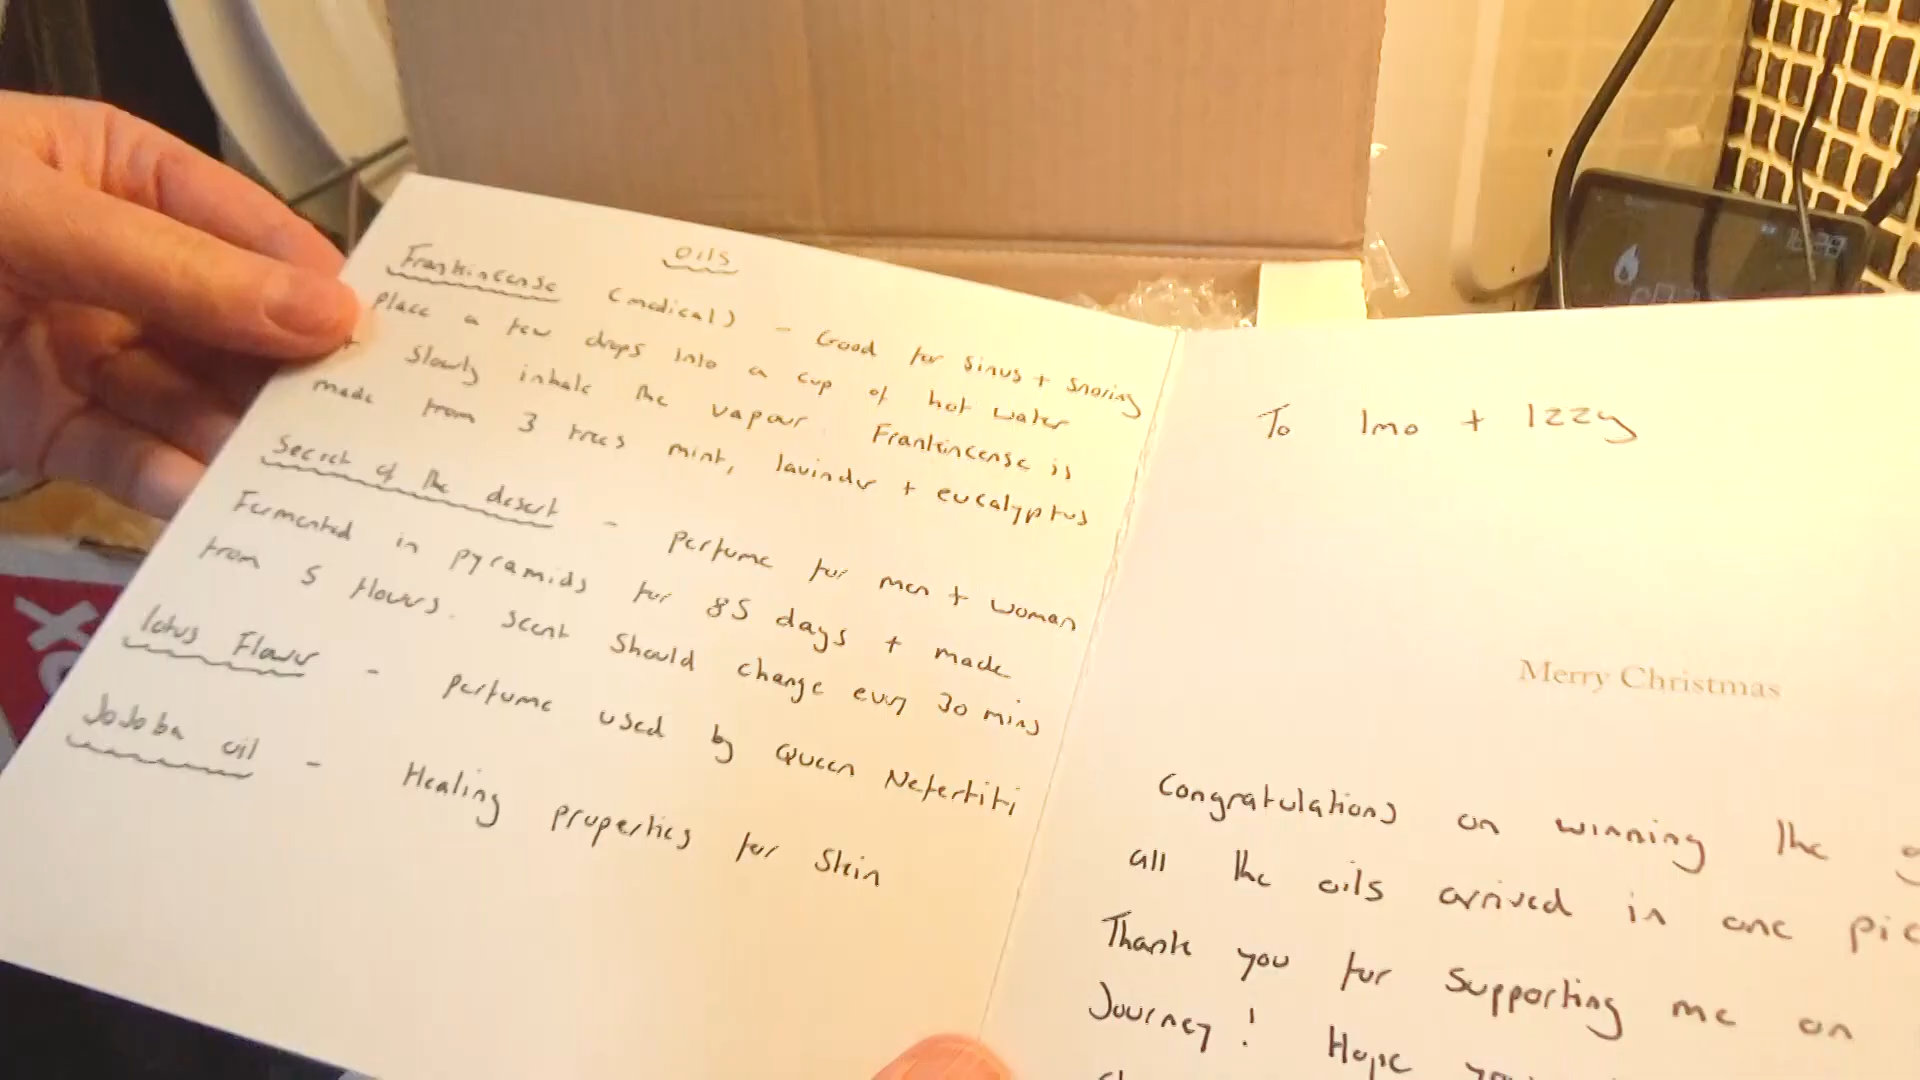 oils
Frankincense (medical) - Good for sinus + snoring
Place a few drops into a cup of hot water
+ slowly inhale the vapour. Frankincense is
made from 3 trees mint, lavinder + eucalyptus
Secret of the desert - perfume for men + woman
Fermented in pyramids for 85 days + made
from 5 flowers. Scent should change every 30 mins
lotus Flower - perfume used by Queen Nefertiti
JoJoba oil - Healing properties for skin
To Imo + Izzy
Merry Christmas
Congratulations on winning the
all the oils arrived in one
Thank you for supporting me on
Journey! Hope